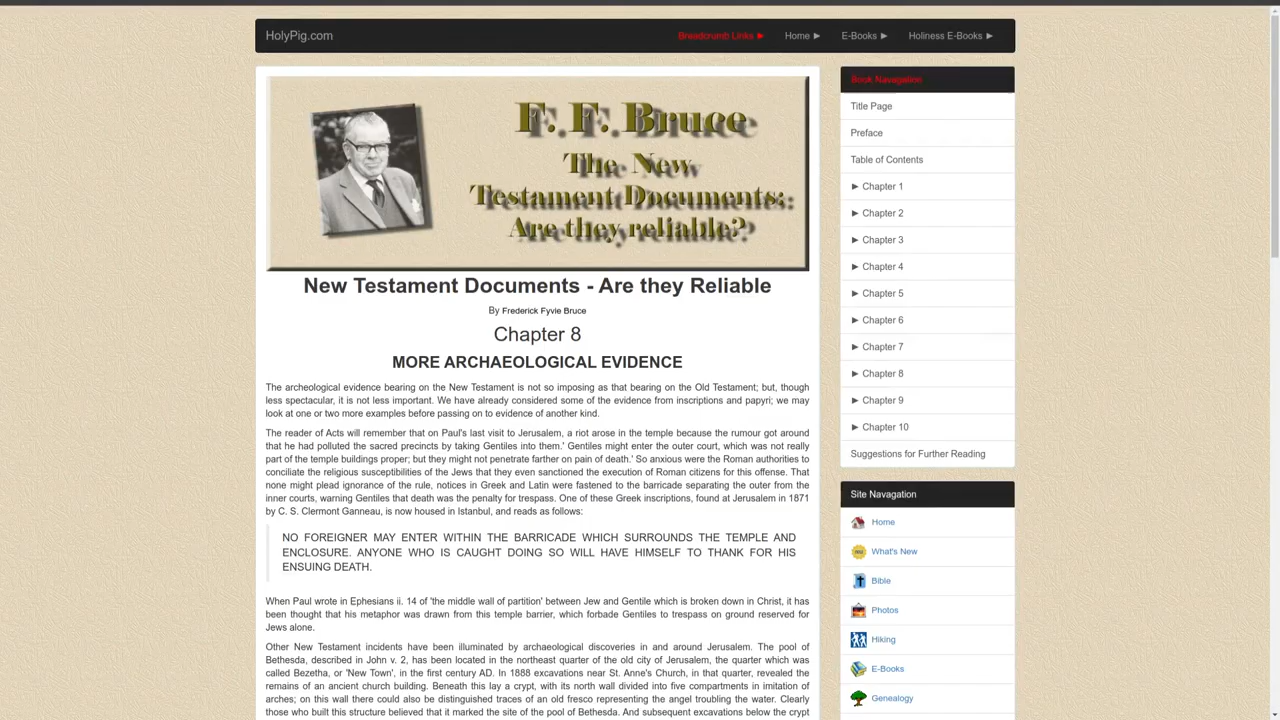 HolyPig.com
Breadcrumb Links ►
Home ►
E-Books ►
Holiness E-Books ►
F. F. Bruce
The New
Testament Documents:
Are they reliable?
New Testament Documents - Are they Reliable
By Frederick Fyvie Bruce
Chapter 8
MORE ARCHAEOLOGICAL EVIDENCE
The archeological evidence bearing on the New Testament is not so imposing as that bearing on the Old Testament; but, though
less spectacular, it is not less important. We have already considered some of the evidence from inscriptions and papyri; we may
look at one or two more examples before passing on to evidence of another kind.
The reader of Acts will remember that on Paul's last visit to Jerusalem, a riot arose in the temple because the rumour got around
that he had polluted the sacred precincts by taking Gentiles into them.' Gentiles might enter the outer court, which was not really
part of the temple buildings proper; but they might not penetrate farther on pain of death.' So anxious were the Roman authorities to
conciliate the religious susceptibilities of the Jews that they even sanctioned the execution of Roman citizens for this offense. That
none might plead ignorance of the rule, notices in Greek and Latin were fastened to the barricade separating the outer from the
inner courts, warning Gentiles that death was the penalty for trespass. One of these Greek inscriptions, found at Jerusalem in 1871
by C. S. Clermont Ganneau, is now housed in Istanbul, and reads as follows:
NO FOREIGNER MAY ENTER WITHIN THE BARRICADE WHICH SURROUNDS THE TEMPLE AND
ENCLOSURE. ANYONE WHO IS CAUGHT DOING SO WILL HAVE HIMSELF TO THANK FOR HIS
ENSUING DEATH.
When Paul wrote in Ephesians ii. 14 of 'the middle wall of partition' between Jew and Gentile which is broken down in Christ, it has
been thought that his metaphor was drawn from this temple barrier, which forbade Gentiles to trespass on ground reserved for
Jews alone.
Other New Testament incidents have been illuminated by archaeological discoveries in and around Jerusalem. The pool of
Bethesda, described in John v. 2, has been located in the northeast quarter of the old city of Jerusalem, the quarter which was
called Bezetha, or 'New Town', in the first century AD. In 1888 excavations near St. Anne's Church, in that quarter, revealed the
remains of an ancient church building. Beneath this lay a crypt, with its north wall divided into five compartments in imitation of
arches; on this wall there could also be distinguished traces of an old fresco representing the angel troubling the water. Clearly
those who built this structure believed that it marked the site of the pool of Bethesda. And subsequent excavations below the crypt
Book Navagation
Title Page
Preface
Table of Contents
► Chapter 1
► Chapter 2
► Chapter 3
► Chapter 4
► Chapter 5
► Chapter 6
► Chapter 7
► Chapter 8
► Chapter 9
► Chapter 10
Suggestions for Further Reading
Site Navagation
Home
What's New
Bible
Photos
Hiking
E-Books
Genealogy